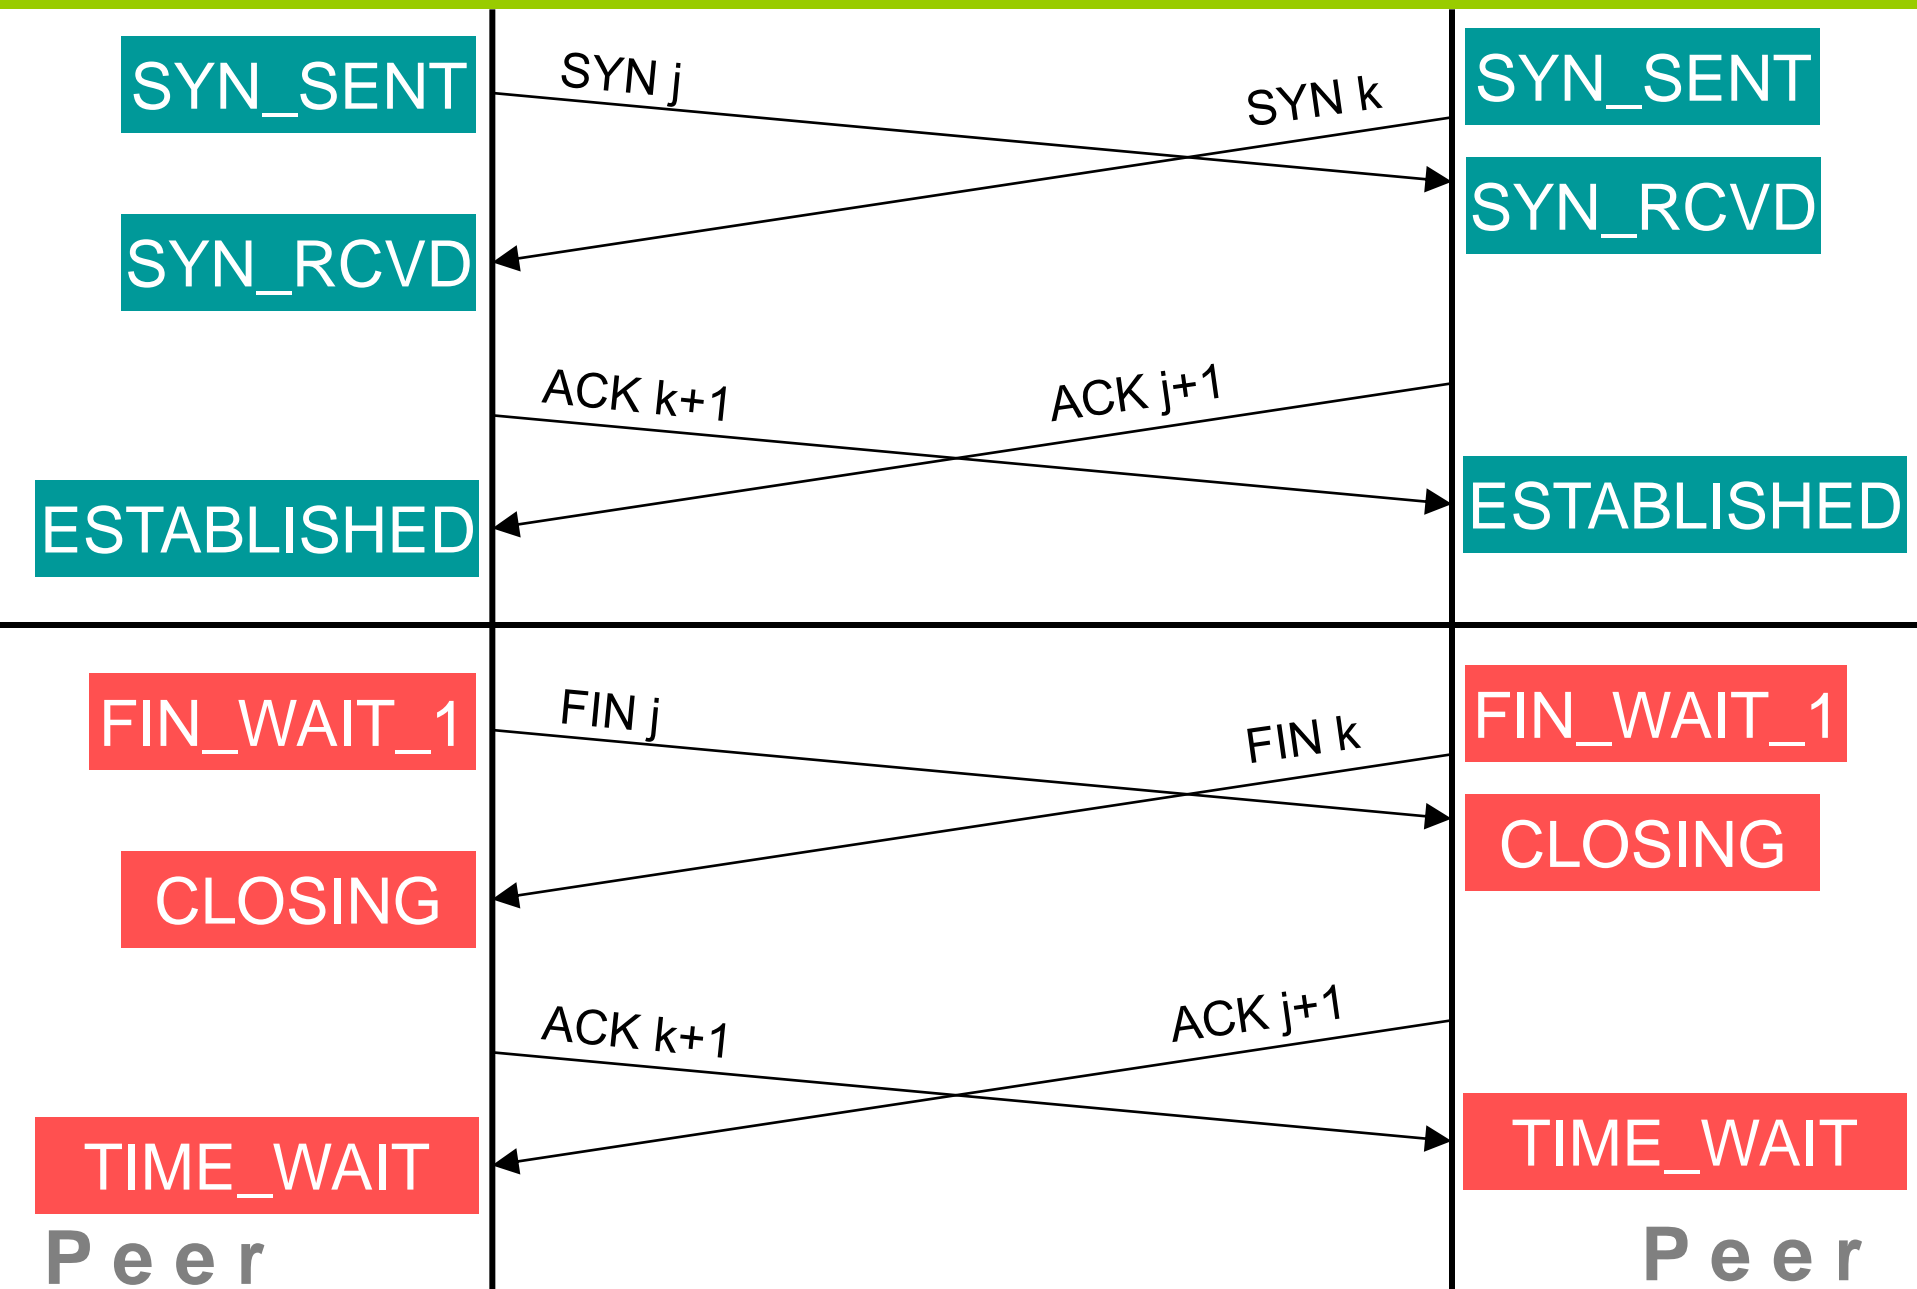 SYN_SENT
SYN j
SYN k
SYN_SENT
SYN_RCVD
SYN_RCVD
ACK k+1
ACK j+1
ESTABLISHED
ESTABLISHED
FIN_WAIT_1
FIN j
FIN k
FIN_WAIT_1
CLOSING
CLOSING
ACK k+1
ACK j+1
TIME_WAIT
TIME_WAIT
Peer
Peer